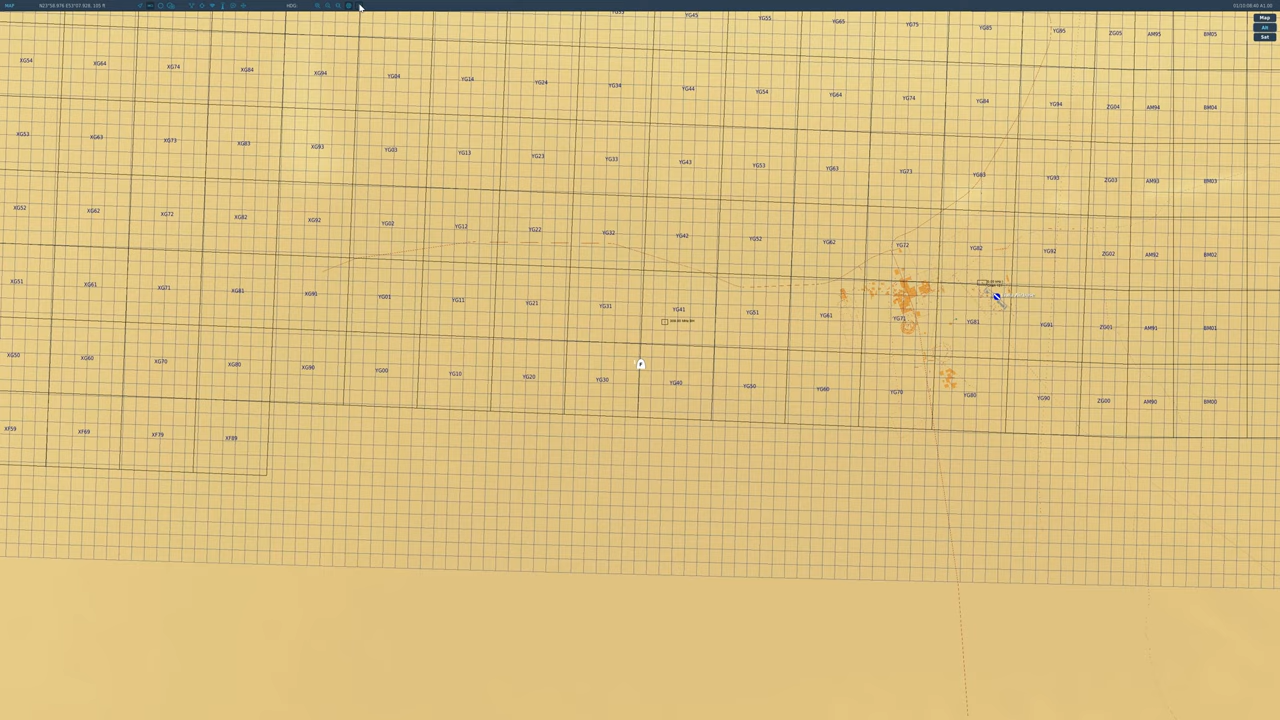 MAP HDG
Map
Alt
Sat
YG45 YG55 YG65 YG75 YG85 YG95 ZG05 AM95 BM05
XG54 XG64 XG74 XG84 XG94 YG04 YG14 YG24 YG34 YG44 YG54 YG64 YG74 YG84 YG94 ZG04 AM94 BM04
XG53 XG63 XG73 XG83 XG93 YG03 YG13 YG23 YG33 YG43 YG53 YG63 YG73 YG83 YG93 ZG03 AM93 BM03
XG52 XG62 XG72 XG82 XG92 YG02 YG12 YG22 YG32 YG42 YG52 YG62 YG72 YG82 YG92 ZG02 AM92 BM02
XG51 XG61 XG71 XG81 XG91 YG01 YG11 YG21 YG31 YG41 YG51 YG61 YG71 YG81 YG91 ZG01 AM91 BM01
XG50 XG60 XG70 XG80 XG90 YG00 YG10 YG20 YG30 YG40 YG50 YG60 YG70 YG80 YG90 ZG00 AM90 BM00
XF59 XF69 XF79 XF89